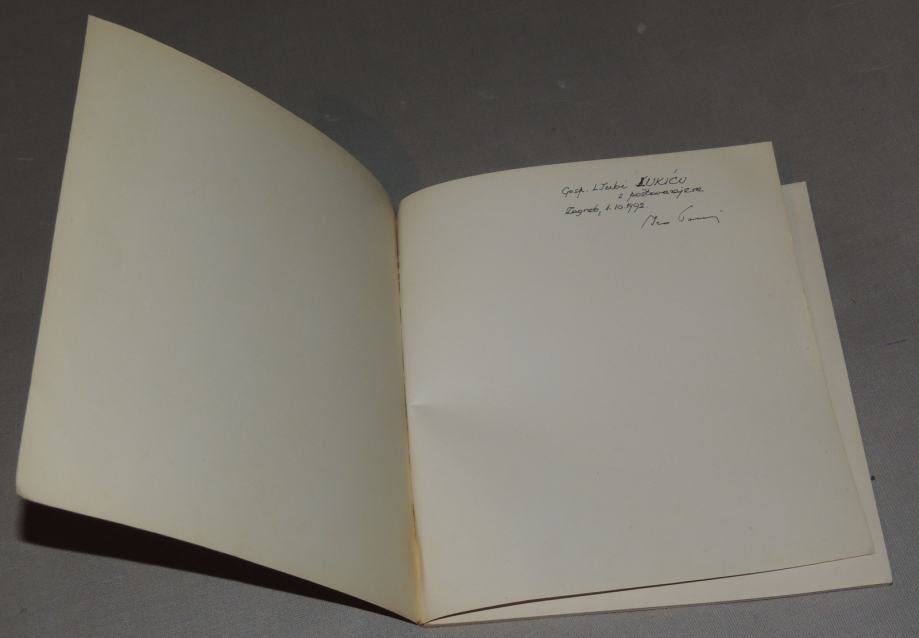 Gosp. LJubi LUKIĆU
s poštovanjem
Zagreb, 1.10.1992.